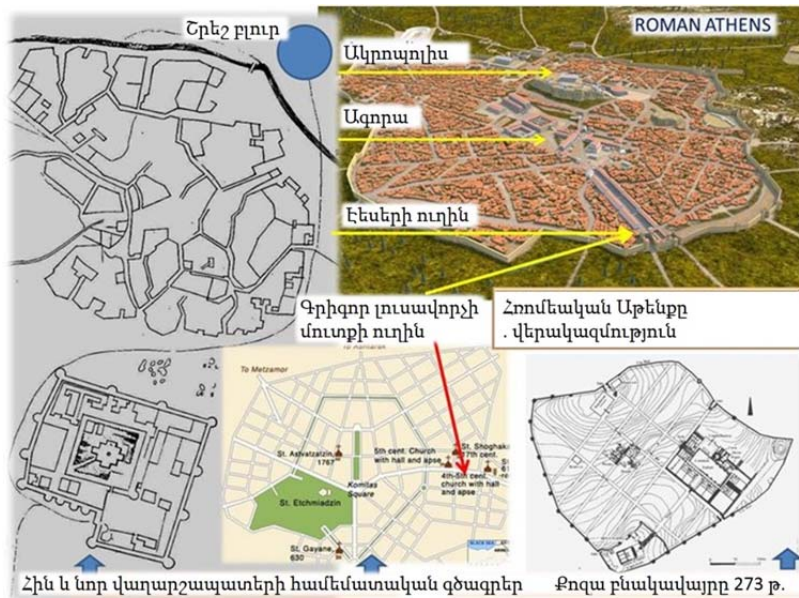 Շրեշ բլուր
ROMAN ATHENS
Ակրոպոլիս
Ագորա
Էեսերի ուղին
Գրիգոր լուսավորչի
մուտքի ուղին
Հռոմեական Աթենքը
. վերակազմություն
To Metzamor
St. Astvatzatzin,
1767
5th cent. Church
with hall and apse
St. Shoghakat
17th cent.
4th-5th cent.
church with hall
and apse
Komitas
Square
St. Etchmiadzin
St. Gayane,
630
Հին և նոր վաղարշապատերի համեմատական գծագրեր
Քոզա բնակավայրը 273 թ.